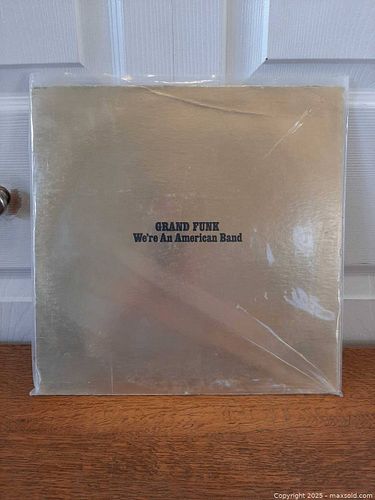 GRAND FUNK
We're An American Band
Copyright 2025 - maxsold.com